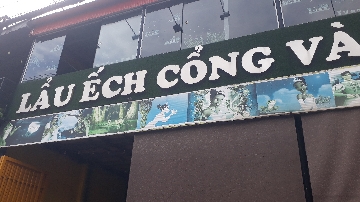 LẨU ẾCH CỔNG VÀ